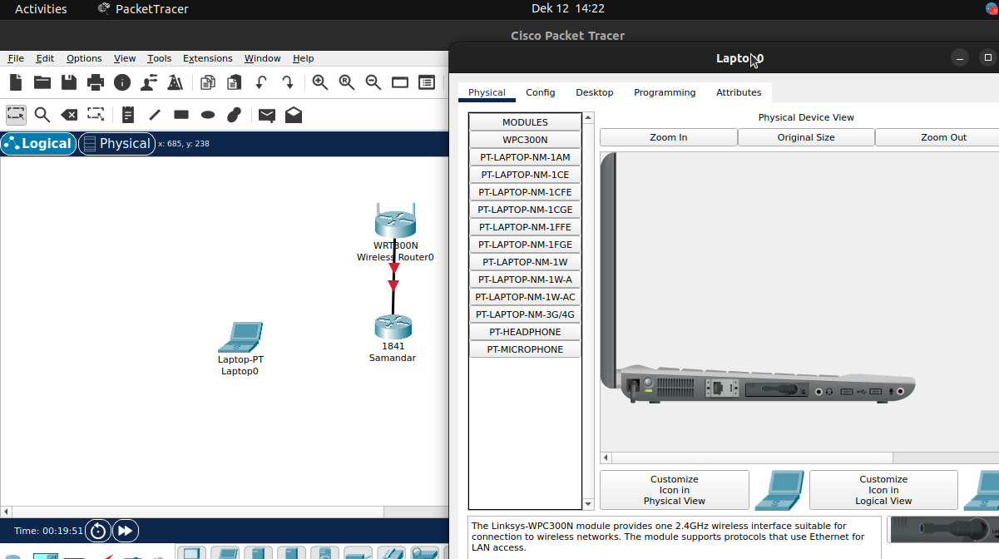 Activities
PacketTracer
Dek 12 14:22
Cisco Packet Tracer
File Edit Options View Tools Extensions Window Help
Logical
Physical
x: 685, y: 238
WRT300N
Wireless Router0
1841
Samandar
Laptop-PT
Laptop0
Time: 00:19:51
Laptop0
Physical Config Desktop Programming Attributes
MODULES
WPC300N
PT-LAPTOP-NM-1AM
PT-LAPTOP-NM-1CE
PT-LAPTOP-NM-1CFE
PT-LAPTOP-NM-1CGE
PT-LAPTOP-NM-1FFE
PT-LAPTOP-NM-1FGE
PT-LAPTOP-NM-1W
PT-LAPTOP-NM-1W-A
PT-LAPTOP-NM-1W-AC
PT-LAPTOP-NM-3G/4G
PT-HEADPHONE
PT-MICROPHONE
Physical Device View
Zoom In
Original Size
Zoom Out
Customize
Icon in
Physical View
Customize
Icon in
Logical View
The Linksys-WPC300N module provides one 2.4GHz wireless interface suitable for
connection to wireless networks. The module supports protocols that use Ethernet for
LAN access.